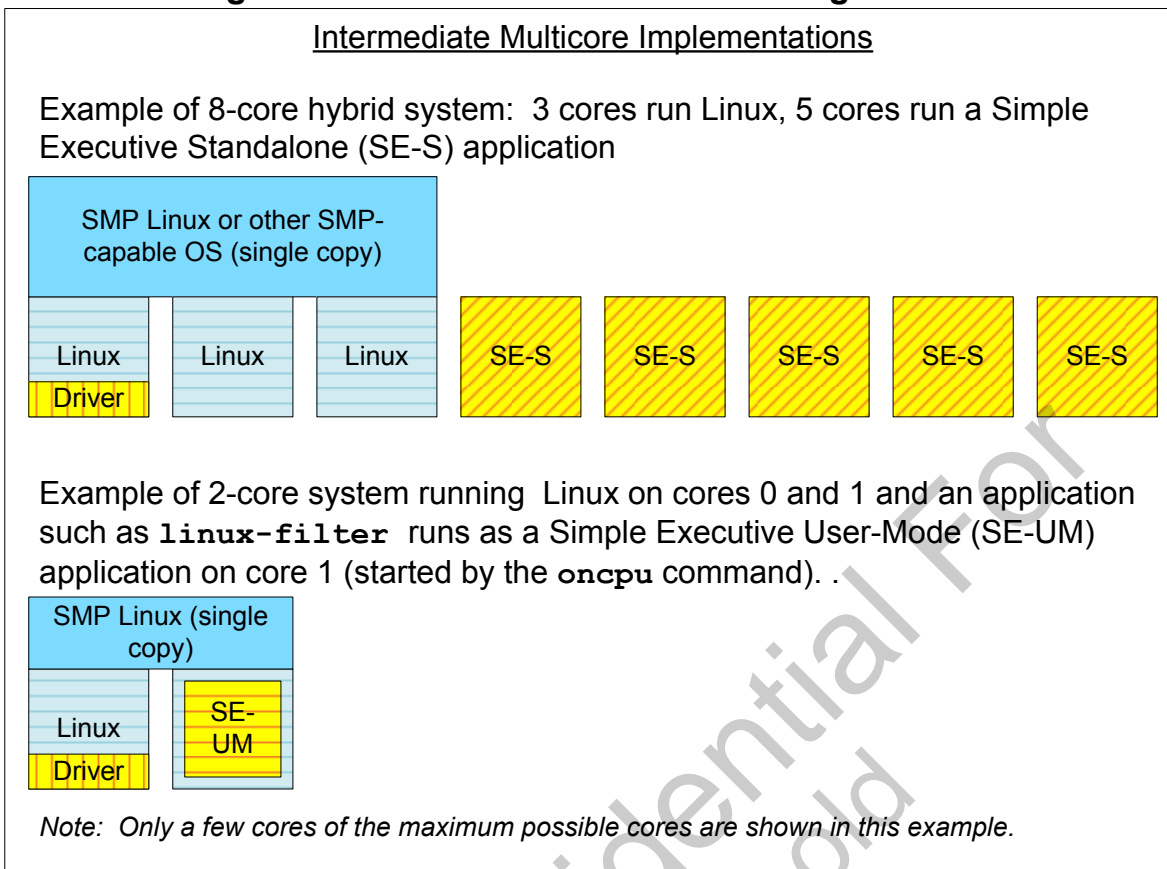 Intermediate Multicore Implementations
Example of 8-core hybrid system: 3 cores run Linux, 5 cores run a Simple
Executive Standalone (SE-S) application
SMP Linux or other SMP-
capable OS (single copy)
Linux
Driver
Linux
Linux
SE-S
SE-S
SE-S
SE-S
SE-S
Example of 2-core system running Linux on cores 0 and 1 and an application
such as linux-filter runs as a Simple Executive User-Mode (SE-UM)
application on core 1 (started by the oncpu command). .
SMP Linux (single
copy)
Linux
Driver
SE-
UM
Note: Only a few cores of the maximum possible cores are shown in this example.